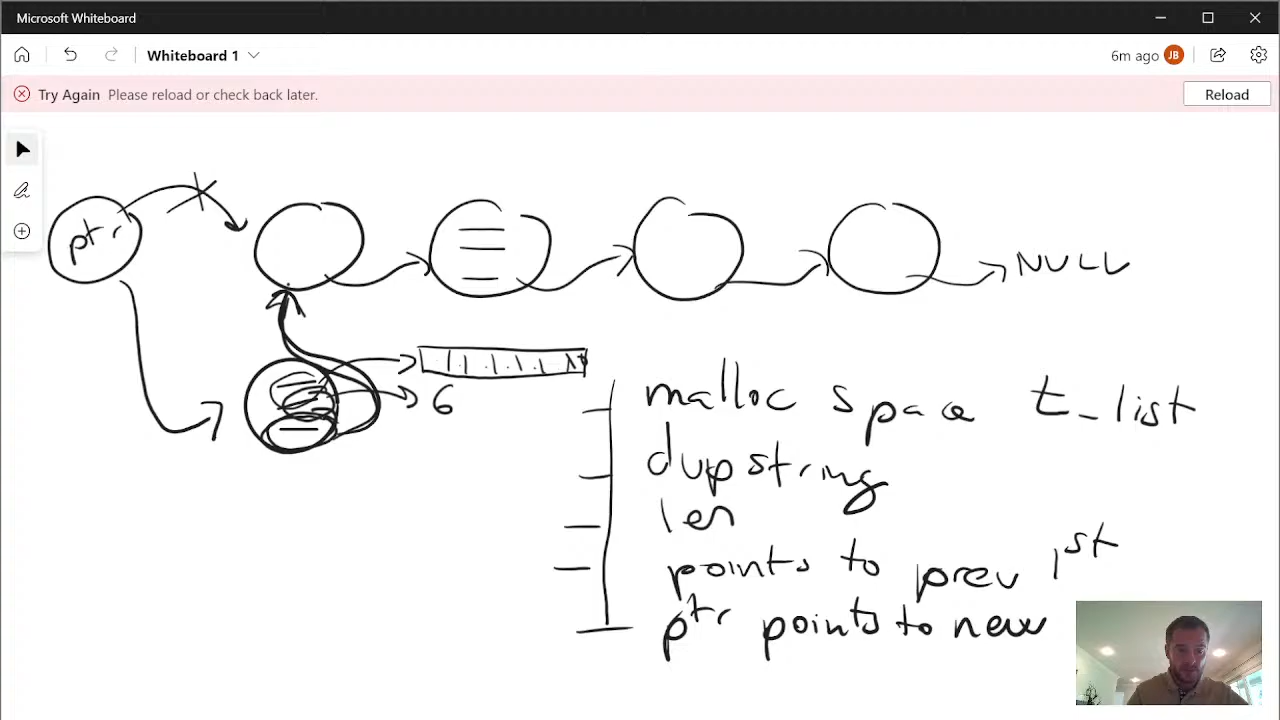 Microsoft Whiteboard
Whiteboard 1
6m ago JB
Try Again Please reload or check back later.
Reload
ptr
NULL
6
malloc space t_list
dupstring
len
points to prev 1st
ptr points to new